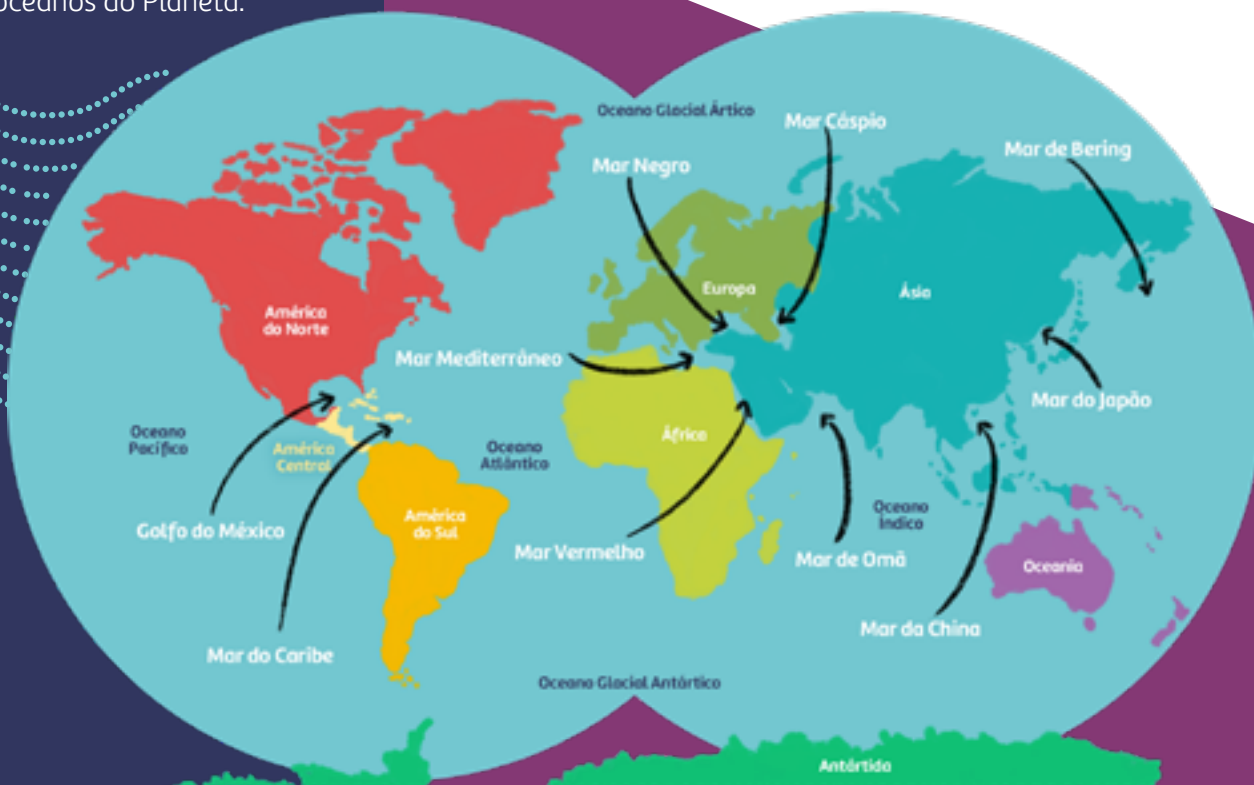 oceanos do Planeta.
Oceano Glacial Ártico
Mar Cáspio
Mar de Bering
Mar Negro
Europa
Ásia
América
do Norte
Mar Mediterrâneo
Mar do Japão
Oceano
Pacífico
América
Central
Oceano
Atlântico
África
Oceano
Índico
América
do Sul
Golfo do México
Mar Vermelho
Mar de Omã
Oceania
Mar da China
Mar do Caribe
Oceano Glacial Antártico
Antártida